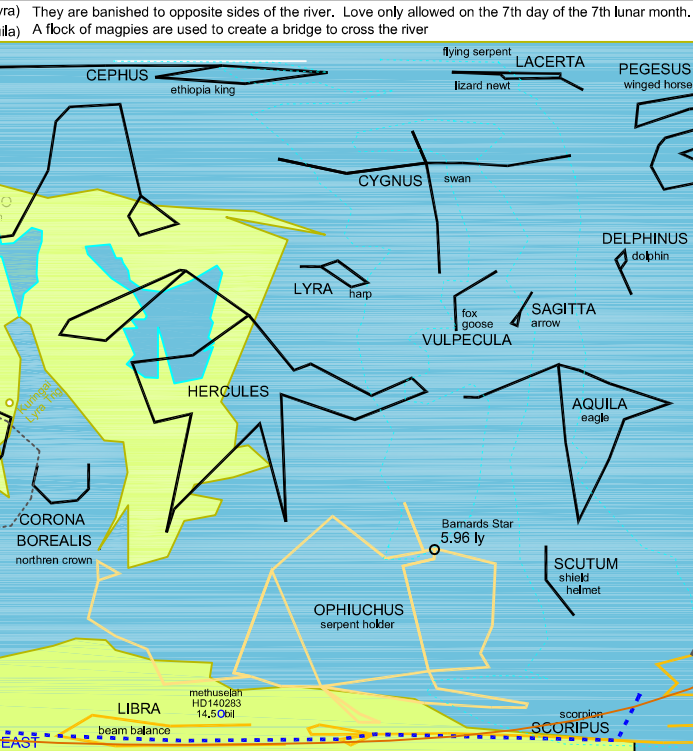 yra) They are banished to opposite sides of the river. Love only allowed on the 7th day of the 7th lunar month.
ila) A flock of magpies are used to create a bridge to cross the river
flying serpent
LACERTA
lizard newt
CEPHUS
ethiopia king
PEGESUS
winged horse
CYGNUS
swan
DELPHINUS
dolphin
LYRA
harp
fox
goose
VULPECULA
SAGITTA
arrow
HERCULES
AQUILA
eagle
CORONA
BOREALIS
northren crown
Barnards Star
5.96 ly
SCUTUM
shield
helmet
OPHIUCHUS
serpent holder
methuselah
HD140283
14.5Obil
LIBRA
beam balance
scorpion
SCORIPUS
EAST